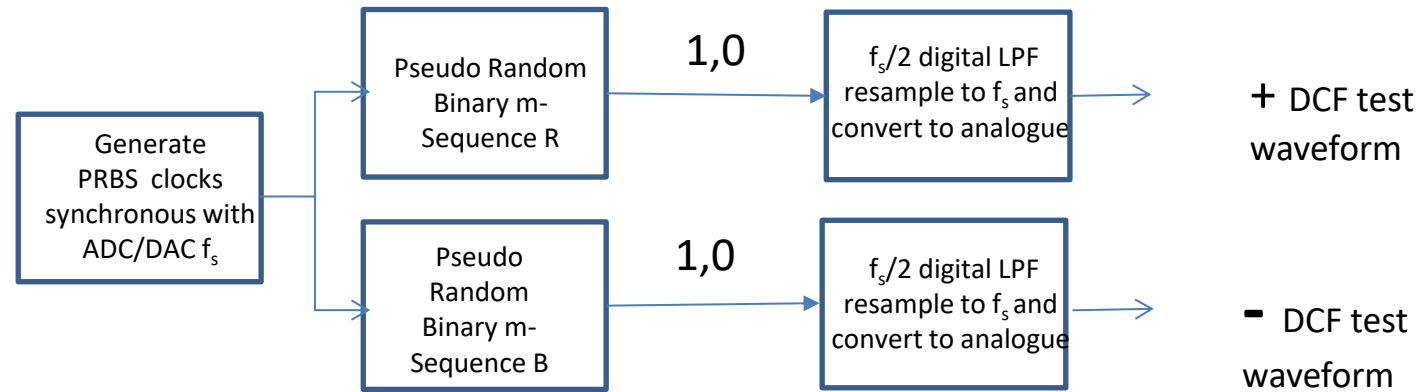 Generate
PRBS clocks
synchronous with
ADC/DAC fs
Pseudo Random
Binary m-
Sequence R
1,0
fs/2 digital LPF
resample to fs and
convert to analogue
+ DCF test
waveform
Pseudo
Random
Binary m-
Sequence B
1,0
fs/2 digital LPF
resample to fs and
convert to analogue
- DCF test
waveform